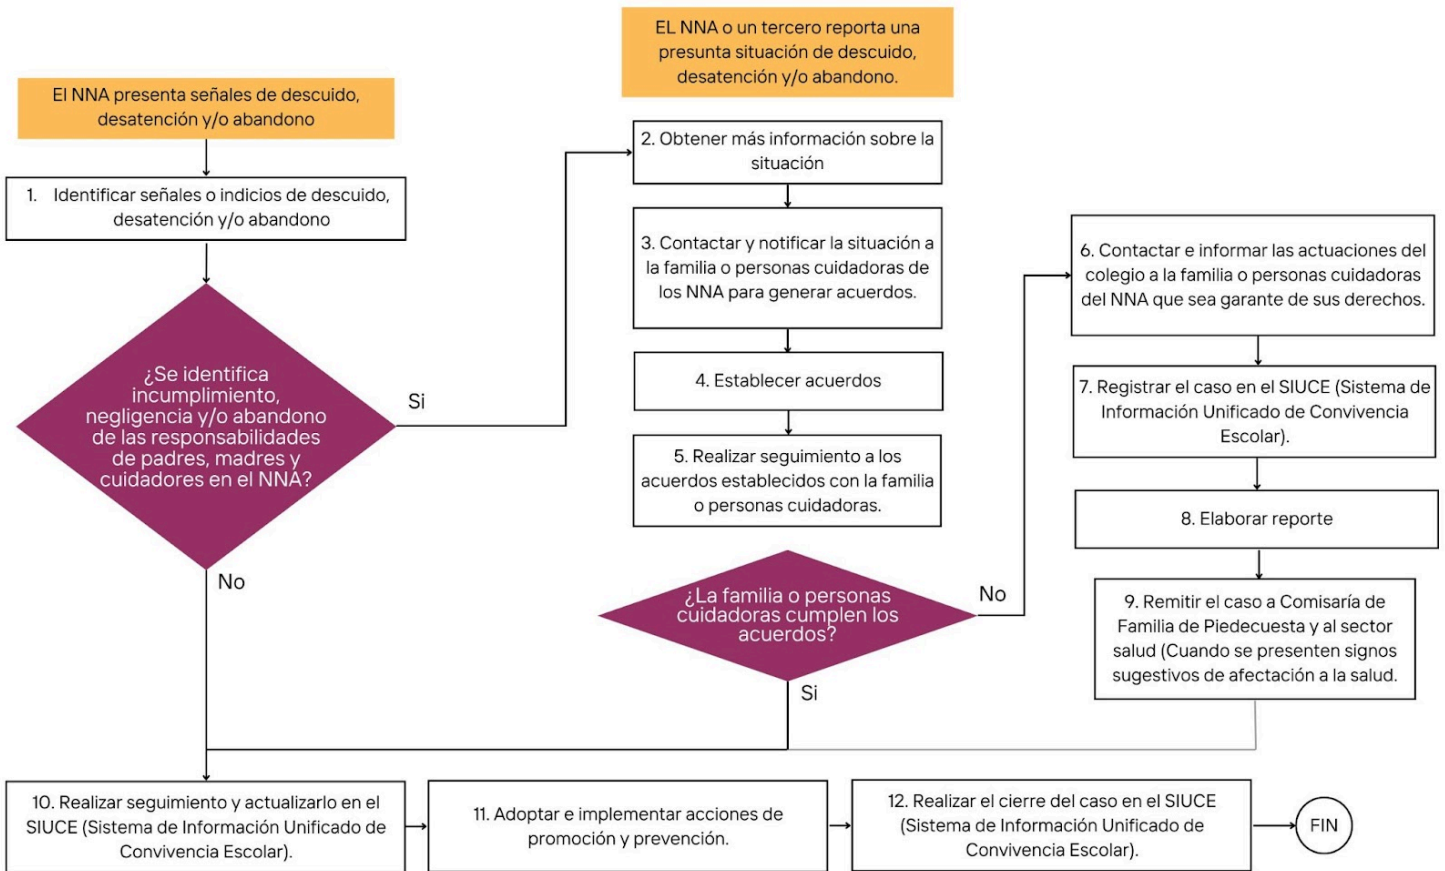 El NNA presenta señales de descuido,
desatención y/o abandono
1. Identificar señales o indicios de descuido,
desatención y/o abandono
¿Se identifica
incumplimiento,
negligencia y/o abandono
de las responsabilidades
de padres, madres y
cuidadores en el NNA?
Si
No
EL NNA o un tercero reporta una
presunta situación de descuido,
desatención y/o abandono.
2. Obtener más información sobre la
situación
3. Contactar y notificar la situación a
la familia o personas cuidadoras de
los NNA para generar acuerdos.
4. Establecer acuerdos
5. Realizar seguimiento a los
acuerdos establecidos con la familia
o personas cuidadoras.
¿La familia o personas
cuidadoras cumplen los
acuerdos?
No
Si
6. Contactar e informar las actuaciones del
colegio a la familia o personas cuidadoras
del NNA que sea garante de sus derechos.
7. Registrar el caso en el SIUCE (Sistema de
Información Unificado de Convivencia
Escolar).
8. Elaborar reporte
9. Remitir el caso a Comisaría de
Familia de Piedecuesta y al sector
salud (Cuando se presenten signos
sugestivos de afectación a la salud.
10. Realizar seguimiento y actualizarlo en el
SIUCE (Sistema de Información Unificado de
Convivencia Escolar).
11. Adoptar e implementar acciones de
promoción y prevención.
12. Realizar el cierre del caso en el SIUCE
(Sistema de Información Unificado de
Convivencia Escolar).
FIN